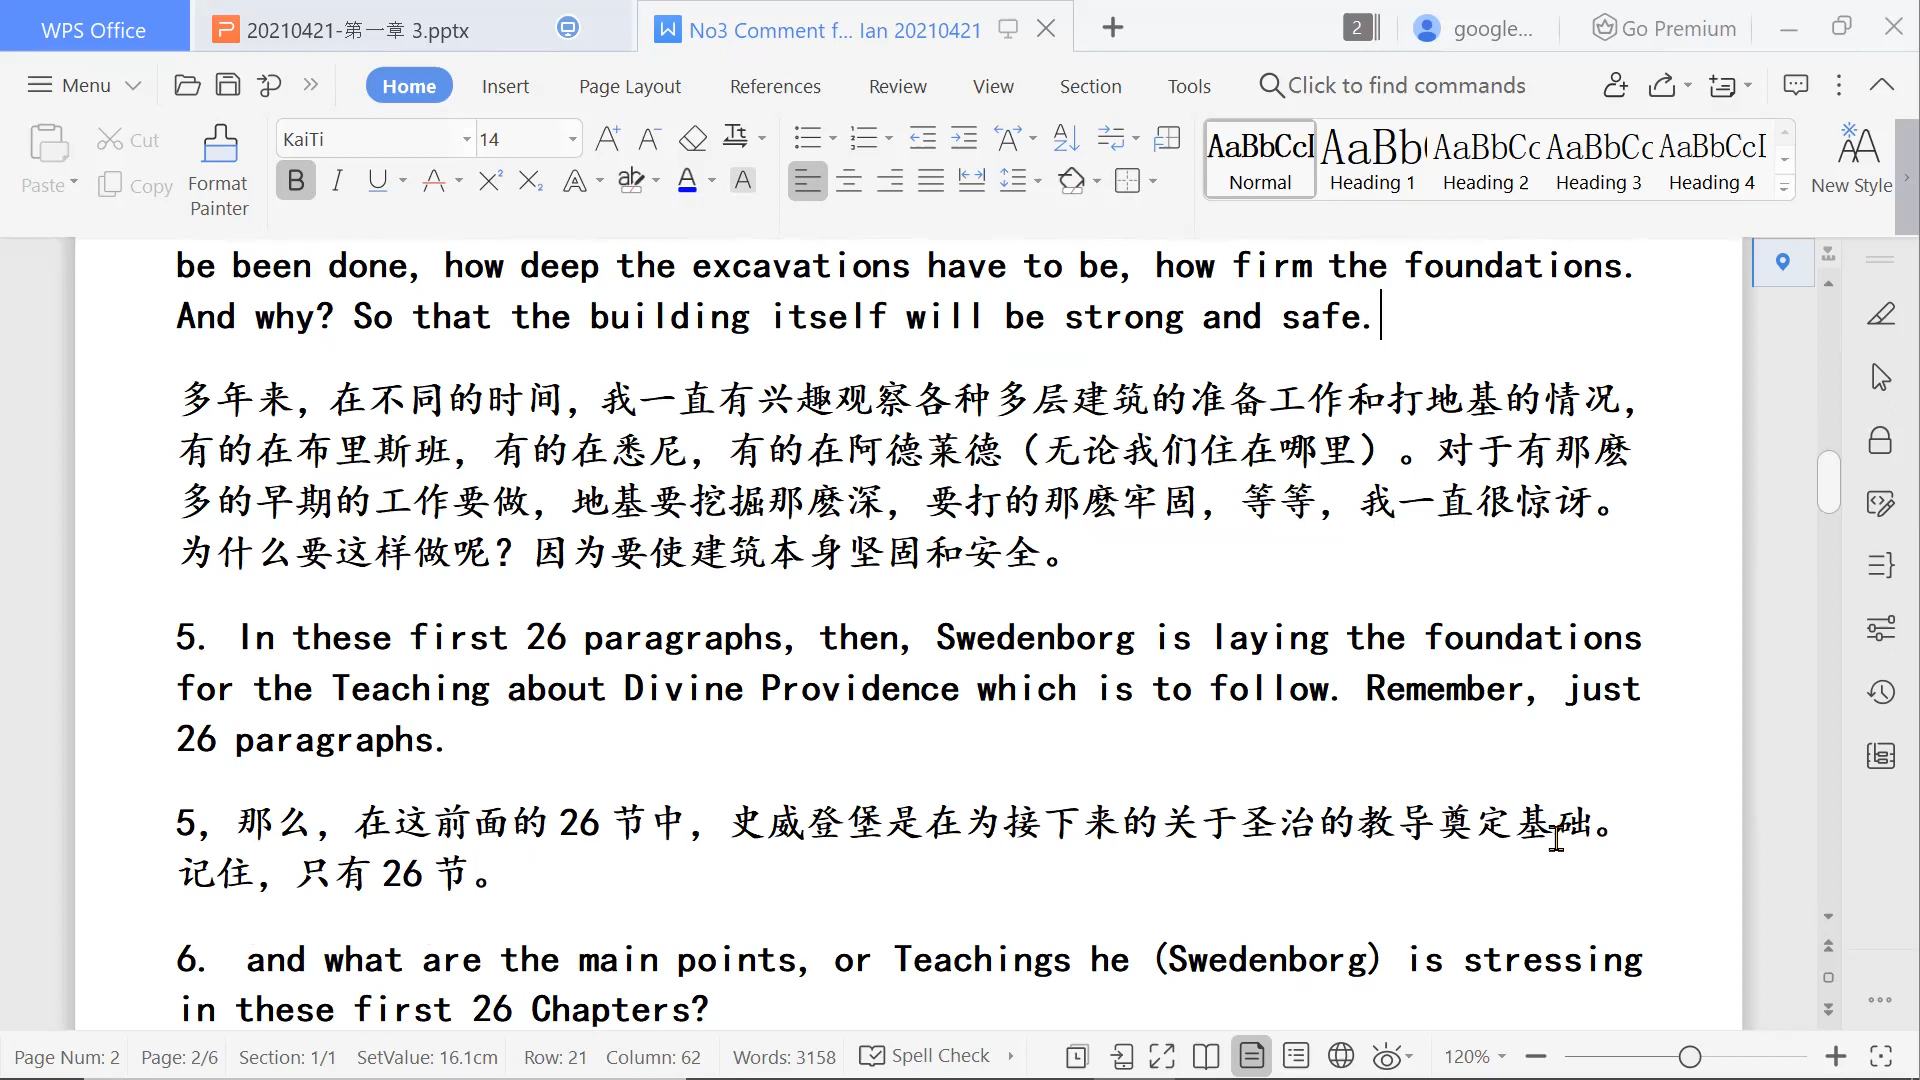 WPS Office
20210421-第一章 3.pptx
No3 Comment f... Ian 20210421
2
google...
Go Premium
Menu
Home
Insert
Page Layout
References
Review
View
Section
Tools
Click to find commands
Paste
Cut
Copy
Format
Painter
KaiTi
14
AaBbCcI
Normal
AaBb(
Heading 1
AaBbCc
Heading 2
AaBbCc
Heading 3
AaBbCcI
Heading 4
New Style
be been done, how deep the excavations have to be, how firm the foundations.
And why? So that the building itself will be strong and safe.
多年来，在不同的时间，我一直有兴趣观察各种多层建筑的准备工作和打地基的情况，
有的在布里斯班，有的在悉尼，有的在阿德莱德（无论我们住在哪里）。对于有那麽
多的早期的工作要做，地基要挖掘那麽深，要打的那麽牢固，等等，我一直很惊讶。
为什么要这样做呢？因为要使建筑本身坚固和安全。
5. In these first 26 paragraphs, then, Swedenborg is laying the foundations
for the Teaching about Divine Providence which is to follow. Remember, just
26 paragraphs.
5，那么，在这前面的 26 节中，史威登堡是在为接下来的关于圣治的教导奠定基础。
记住，只有 26 节。
6. and what are the main points, or Teachings he (Swedenborg) is stressing
in these first 26 Chapters?
Page Num: 2
Page: 2/6
Section: 1/1
SetValue: 16.1cm
Row: 21
Column: 62
Words: 3158
Spell Check
120%